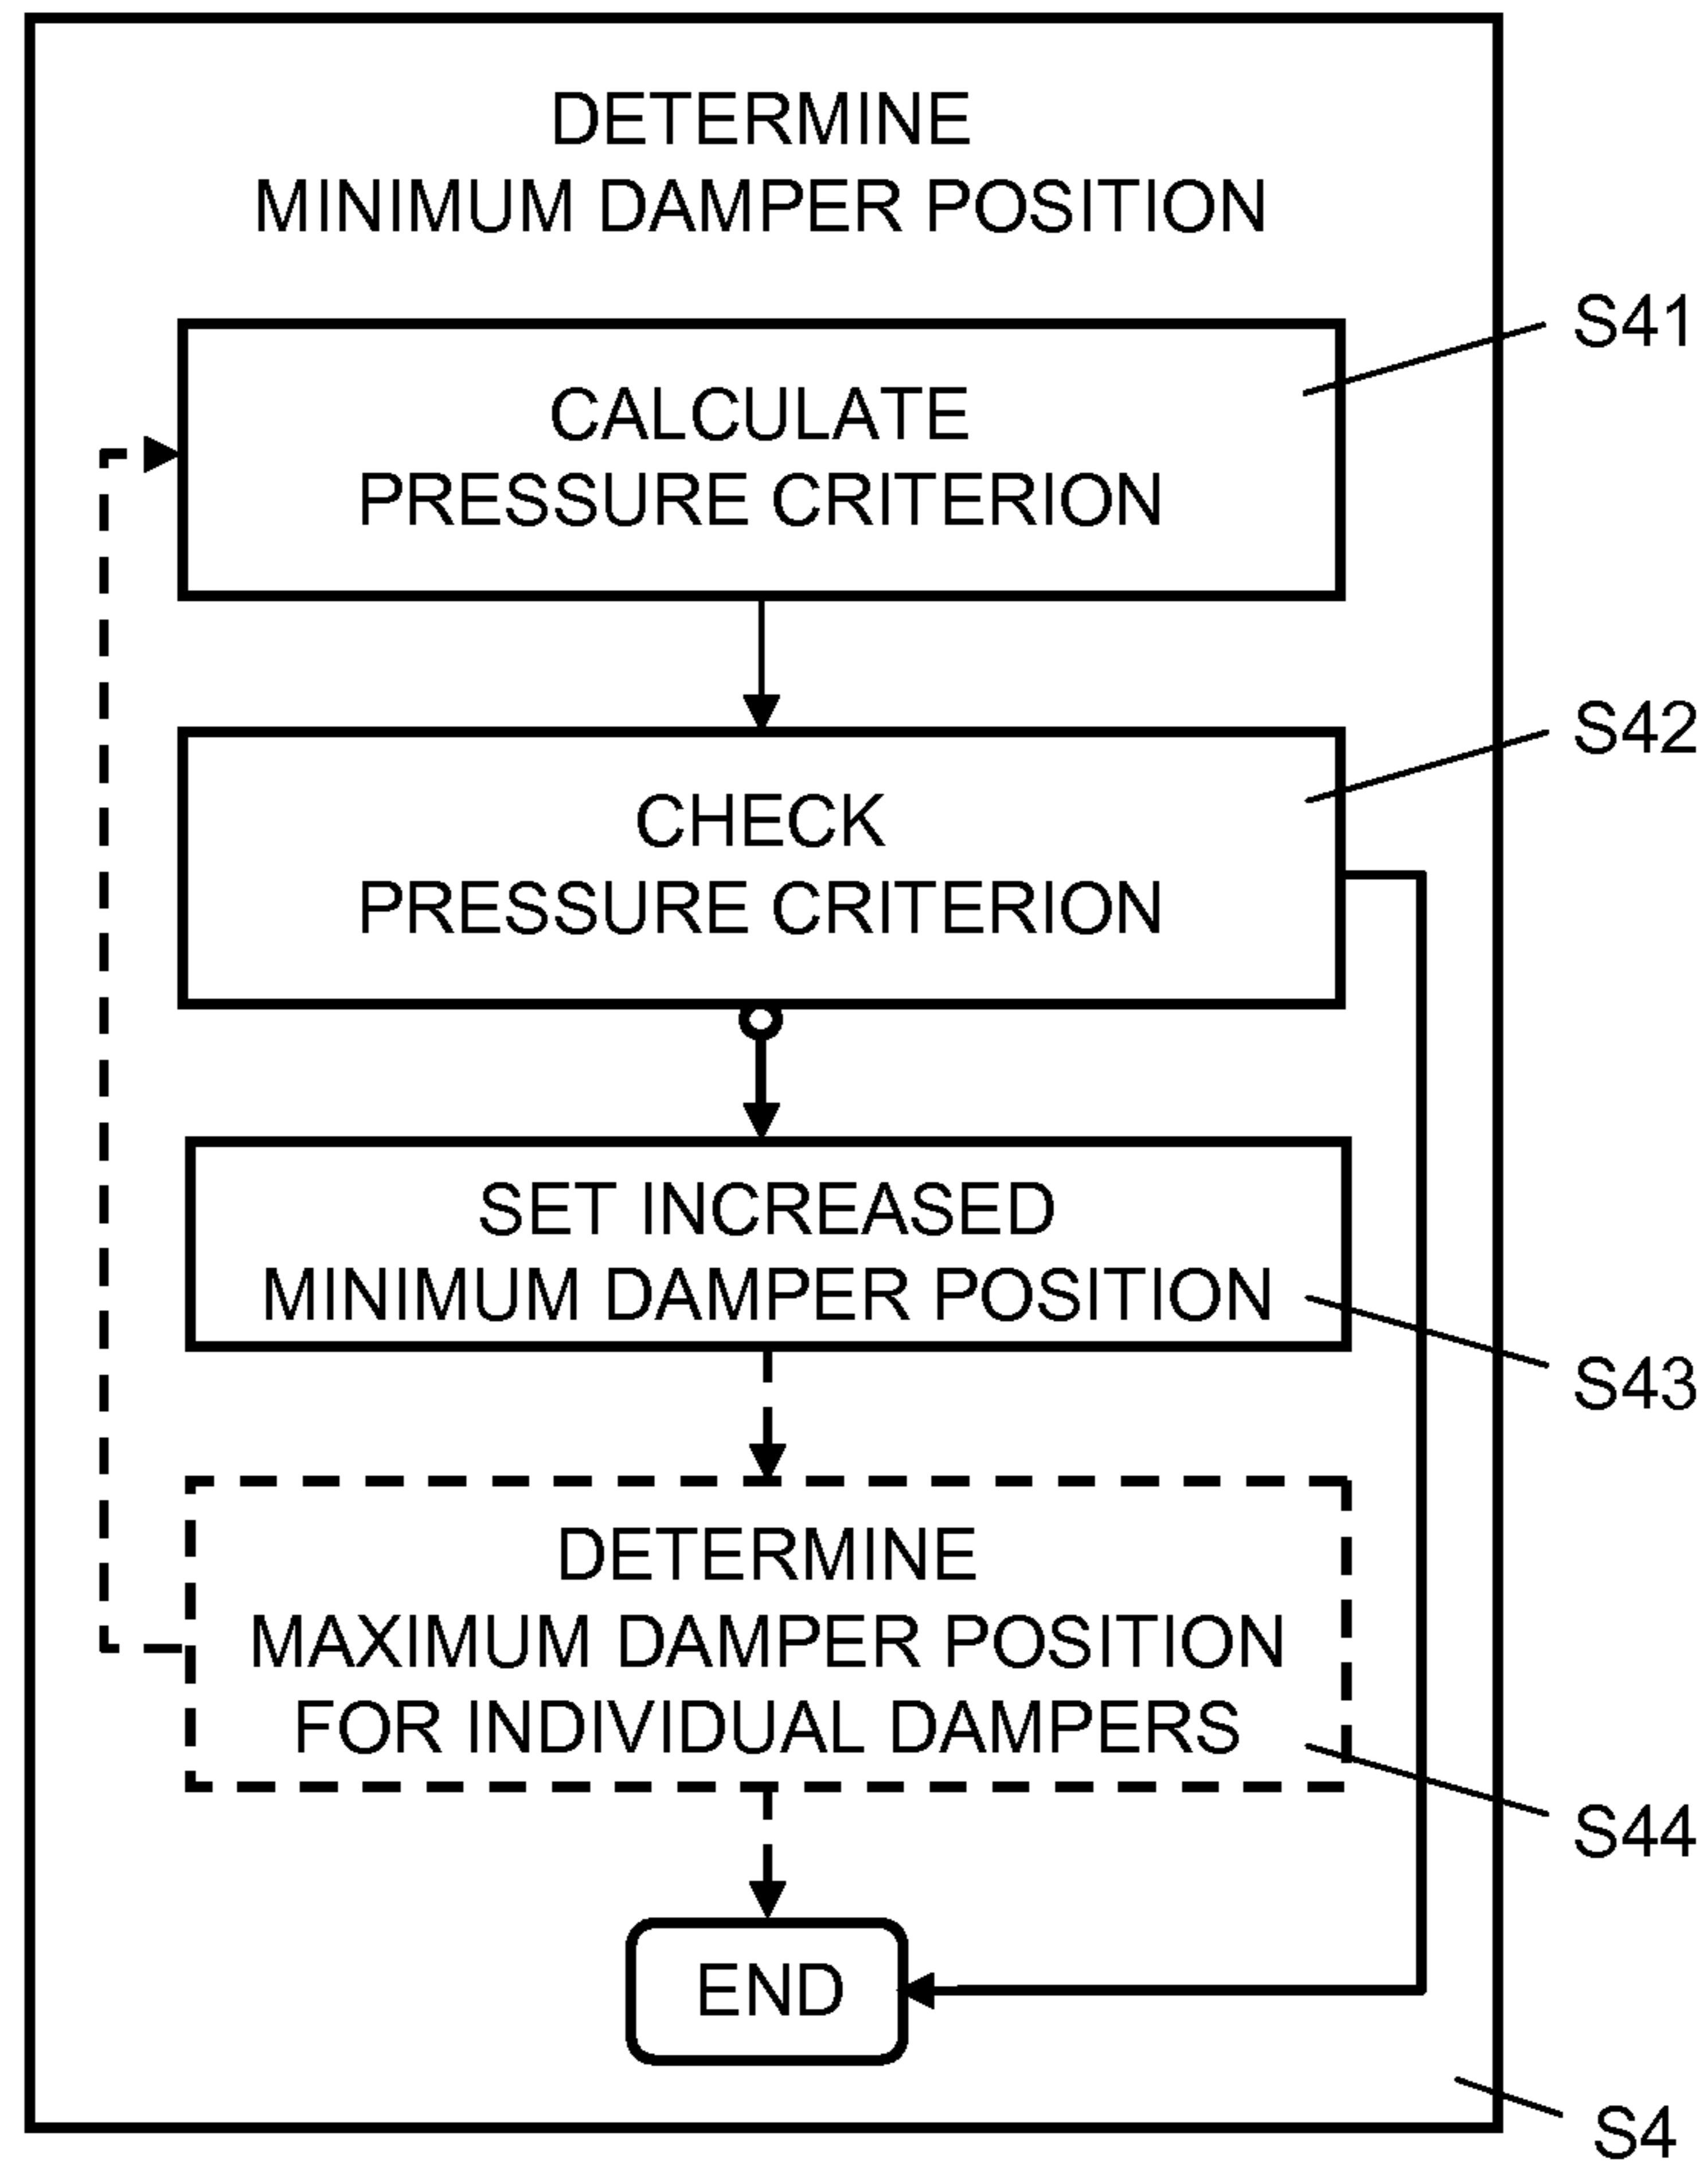 DETERMINE
MINIMUM DAMPER POSITION
S41
CALCULATE
PRESSURE CRITERION
S42
CHECK
PRESSURE CRITERION
SET INCREASED
MINIMUM DAMPER POSITION
S43
DETERMINE
MAXIMUM DAMPER POSITION
FOR INDIVIDUAL DAMPERS
S44
END
S4